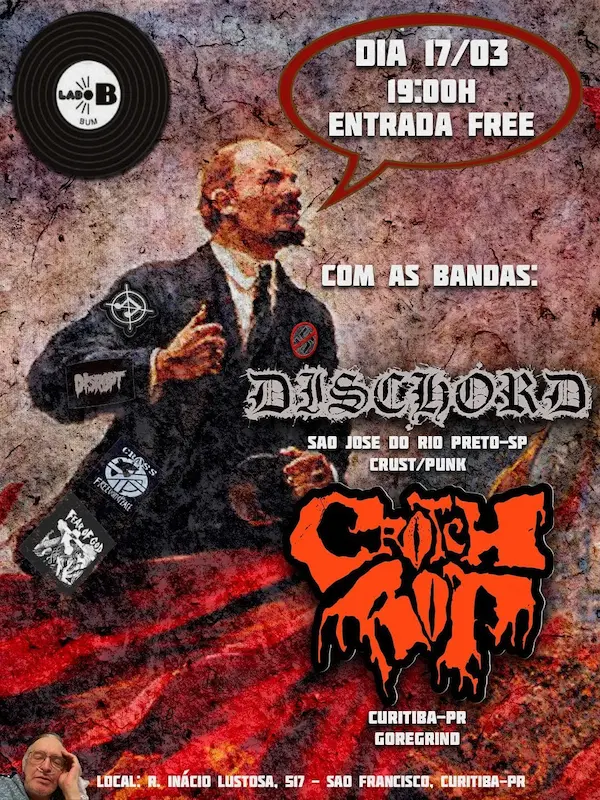 LADO B
BUM
DIA 17/03
19:00H
ENTRADA FREE
COM AS BANDAS:
DISRUPT
DISCHORD
SAO JOSE DO RIO PRETO-SP
CRUST/PUNK
CROTCH
ROT
FEAR OF GOD
CURITIBA-PR
GOREGRIND
LOCAL: R. INÁCIO LUSTOSA, 517 - SAO FRANCISCO, CURITIBA-PR